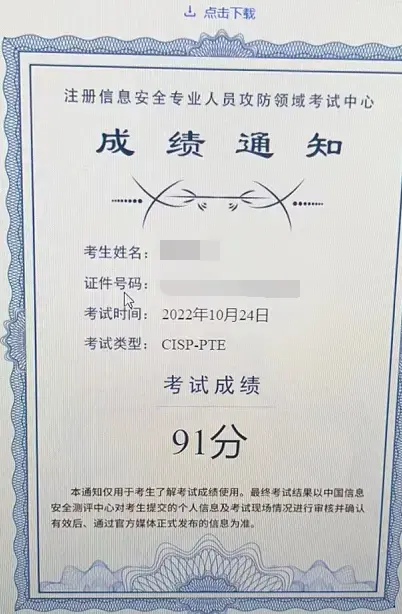 点击下载
注册信息安全专业人员攻防领域考试中心
成绩通知
考生姓名：
证件号码：
考试时间： 2022年10月24日
考试类型： CISP-PTE
考试成绩
91分
本通知仅用于考生了解考试成绩使用。最终考试结果以中国信息
安全测评中心对考生提交的个人信息及考试现场情况进行审核并确认
有效后、通过官方媒体正式发布的信息为准。